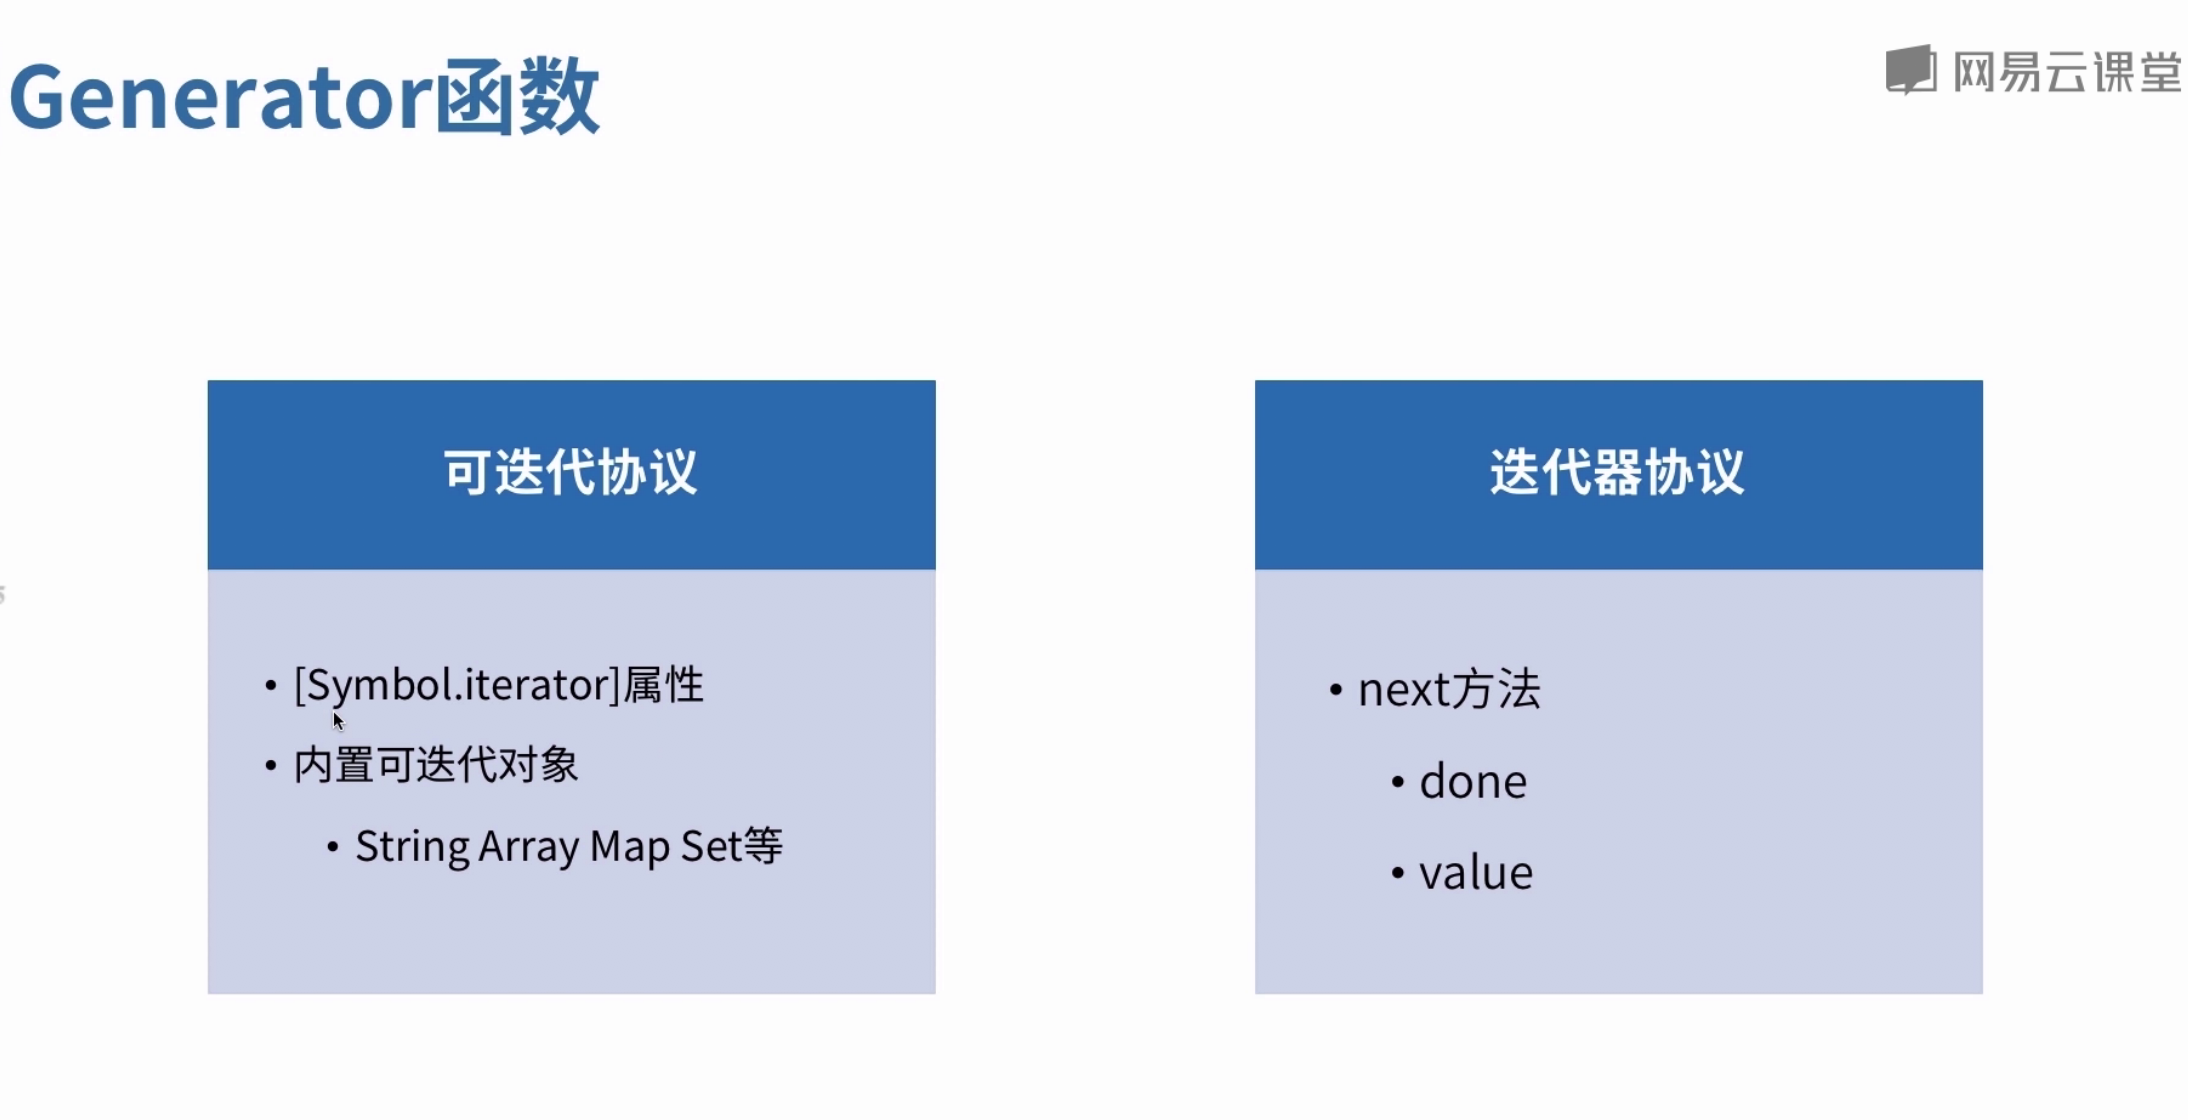 Generator函数
网易云课堂
可迭代协议
• [Symbol.iterator]属性
• 内置可迭代对象
• String Array Map Set等
迭代器协议
• next方法
• done
• value